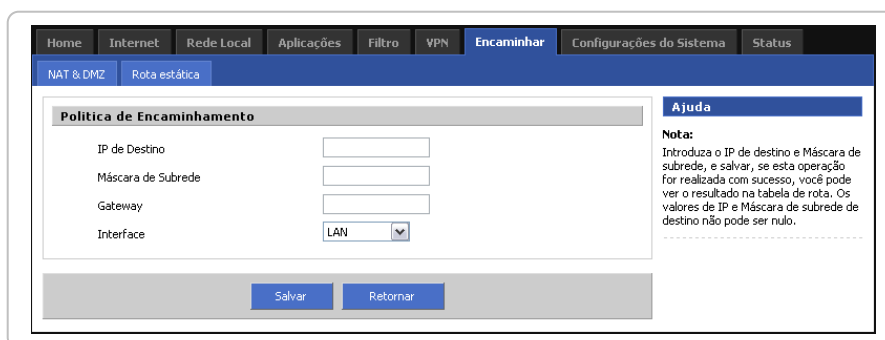 Home Internet Rede Local Aplicações Filtro VPN Encaminhar Configurações do Sistema Status
NAT & DMZ Rota estática
Politica de Encaminhamento
IP de Destino
Máscara de Subrede
Gateway
Interface LAN
Salvar Retornar
Ajuda
Nota:
Introduza o IP de destino e Máscara de
subrede, e salvar, se esta operação
for realizada com sucesso, você pode
ver o resultado na tabela de rota. Os
valores de IP e Máscara de subrede de
destino não pode ser nulo.